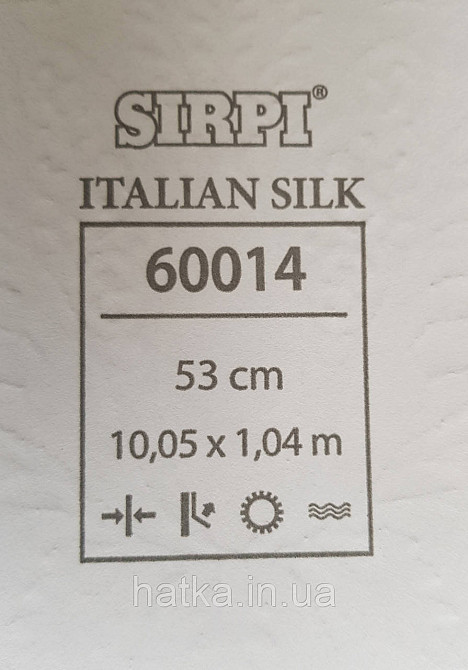 SIRPI®
ITALIAN SILK
60014
53 cm
10,05 x 1,04 m
hatka.in.ua